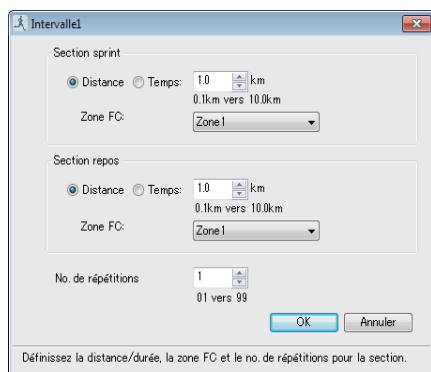 Intervalle1
Section sprint
Distance Temps: 1.0 km
0.1km vers 10.0km
Zone FC: Zone1
Section repos
Distance Temps: 1.0 km
0.1km vers 10.0km
Zone FC: Zone1
No. de répétitions 1
01 vers 99
OK Annuler
Définissez la distance/durée, la zone FC et le no. de répétitions pour la section.